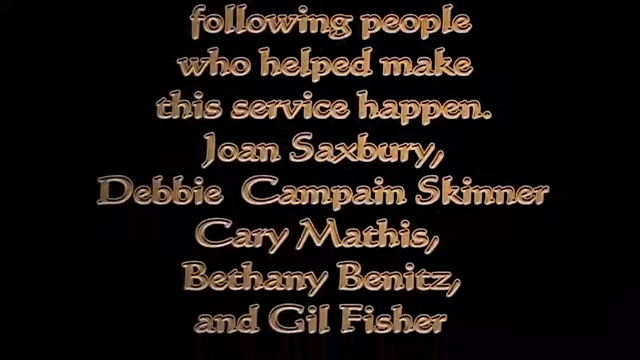 following people
who helped make
this service happen.
Joan Saxbury,
Debbie Campain Skinner
Cary Mathis,
Bethany Benitz,
and Gil Fisher